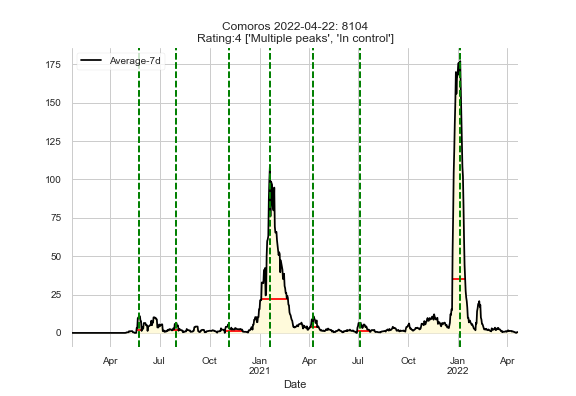 Comoros 2022-04-22: 8104
Rating:4 ['Multiple peaks', 'In control']
Average-7d
175
150
125
100
75
50
25
0
Apr Jul Oct Jan Apr Jul Oct Jan Apr
2021 2022
Date